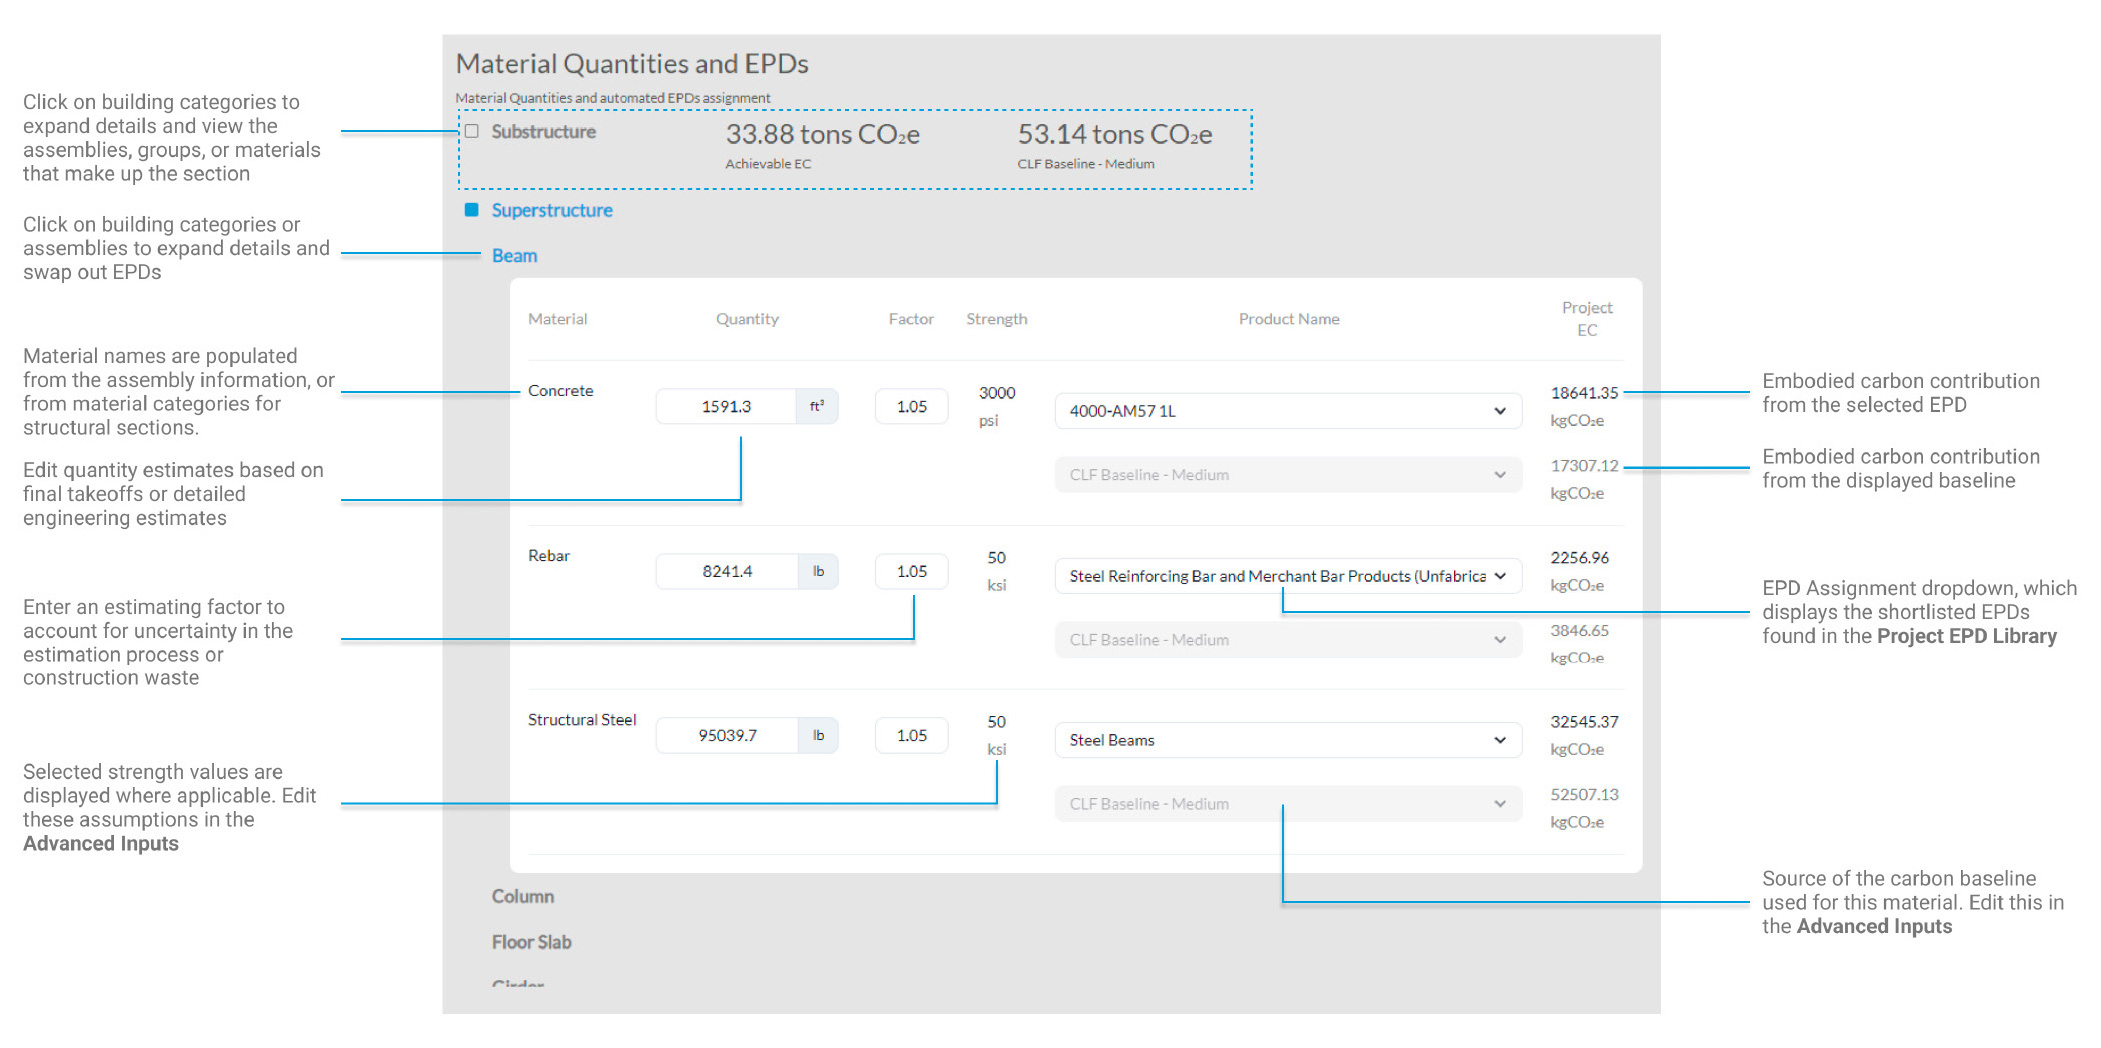 Material Quantities and EPDs
Material Quantities and automated EPDs assignment
Click on building categories to
expand details and view the
assemblies, groups, or materials
that make up the section
Substructure
33.88 tons CO₂e
Achievable EC
53.14 tons CO₂e
CLF Baseline - Medium
Superstructure
Click on building categories or
assemblies to expand details and
swap out EPDs
Beam
Material
Quantity
Factor
Strength
Product Name
Project
EC
Material names are populated
from the assembly information, or
from material categories for
structural sections.
Concrete
1591.3
ft³
1.05
3000
psi
4000-AM57 1L
18641.35
kgCO₂e
Embodied carbon contribution
from the selected EPD
CLF Baseline - Medium
17307.12
kgCO₂e
Embodied carbon contribution
from the displayed baseline
Edit quantity estimates based on
final takeoffs or detailed
engineering estimates
Rebar
8241.4
lb
1.05
50
ksi
Steel Reinforcing Bar and Merchant Bar Products (Unfabrica
2256.96
kgCO₂e
EPD Assignment dropdown, which
displays the shortlisted EPDs
found in the Project EPD Library
CLF Baseline - Medium
3846.65
kgCO₂e
Enter an estimating factor to
account for uncertainty in the
estimation process or
construction waste
Structural Steel
95039.7
lb
1.05
50
ksi
Steel Beams
32545.37
kgCO₂e
CLF Baseline - Medium
52507.13
kgCO₂e
Selected strength values are
displayed where applicable. Edit
these assumptions in the
Advanced Inputs
Source of the carbon baseline
used for this material. Edit this in
the Advanced Inputs
Column
Floor Slab
Girder